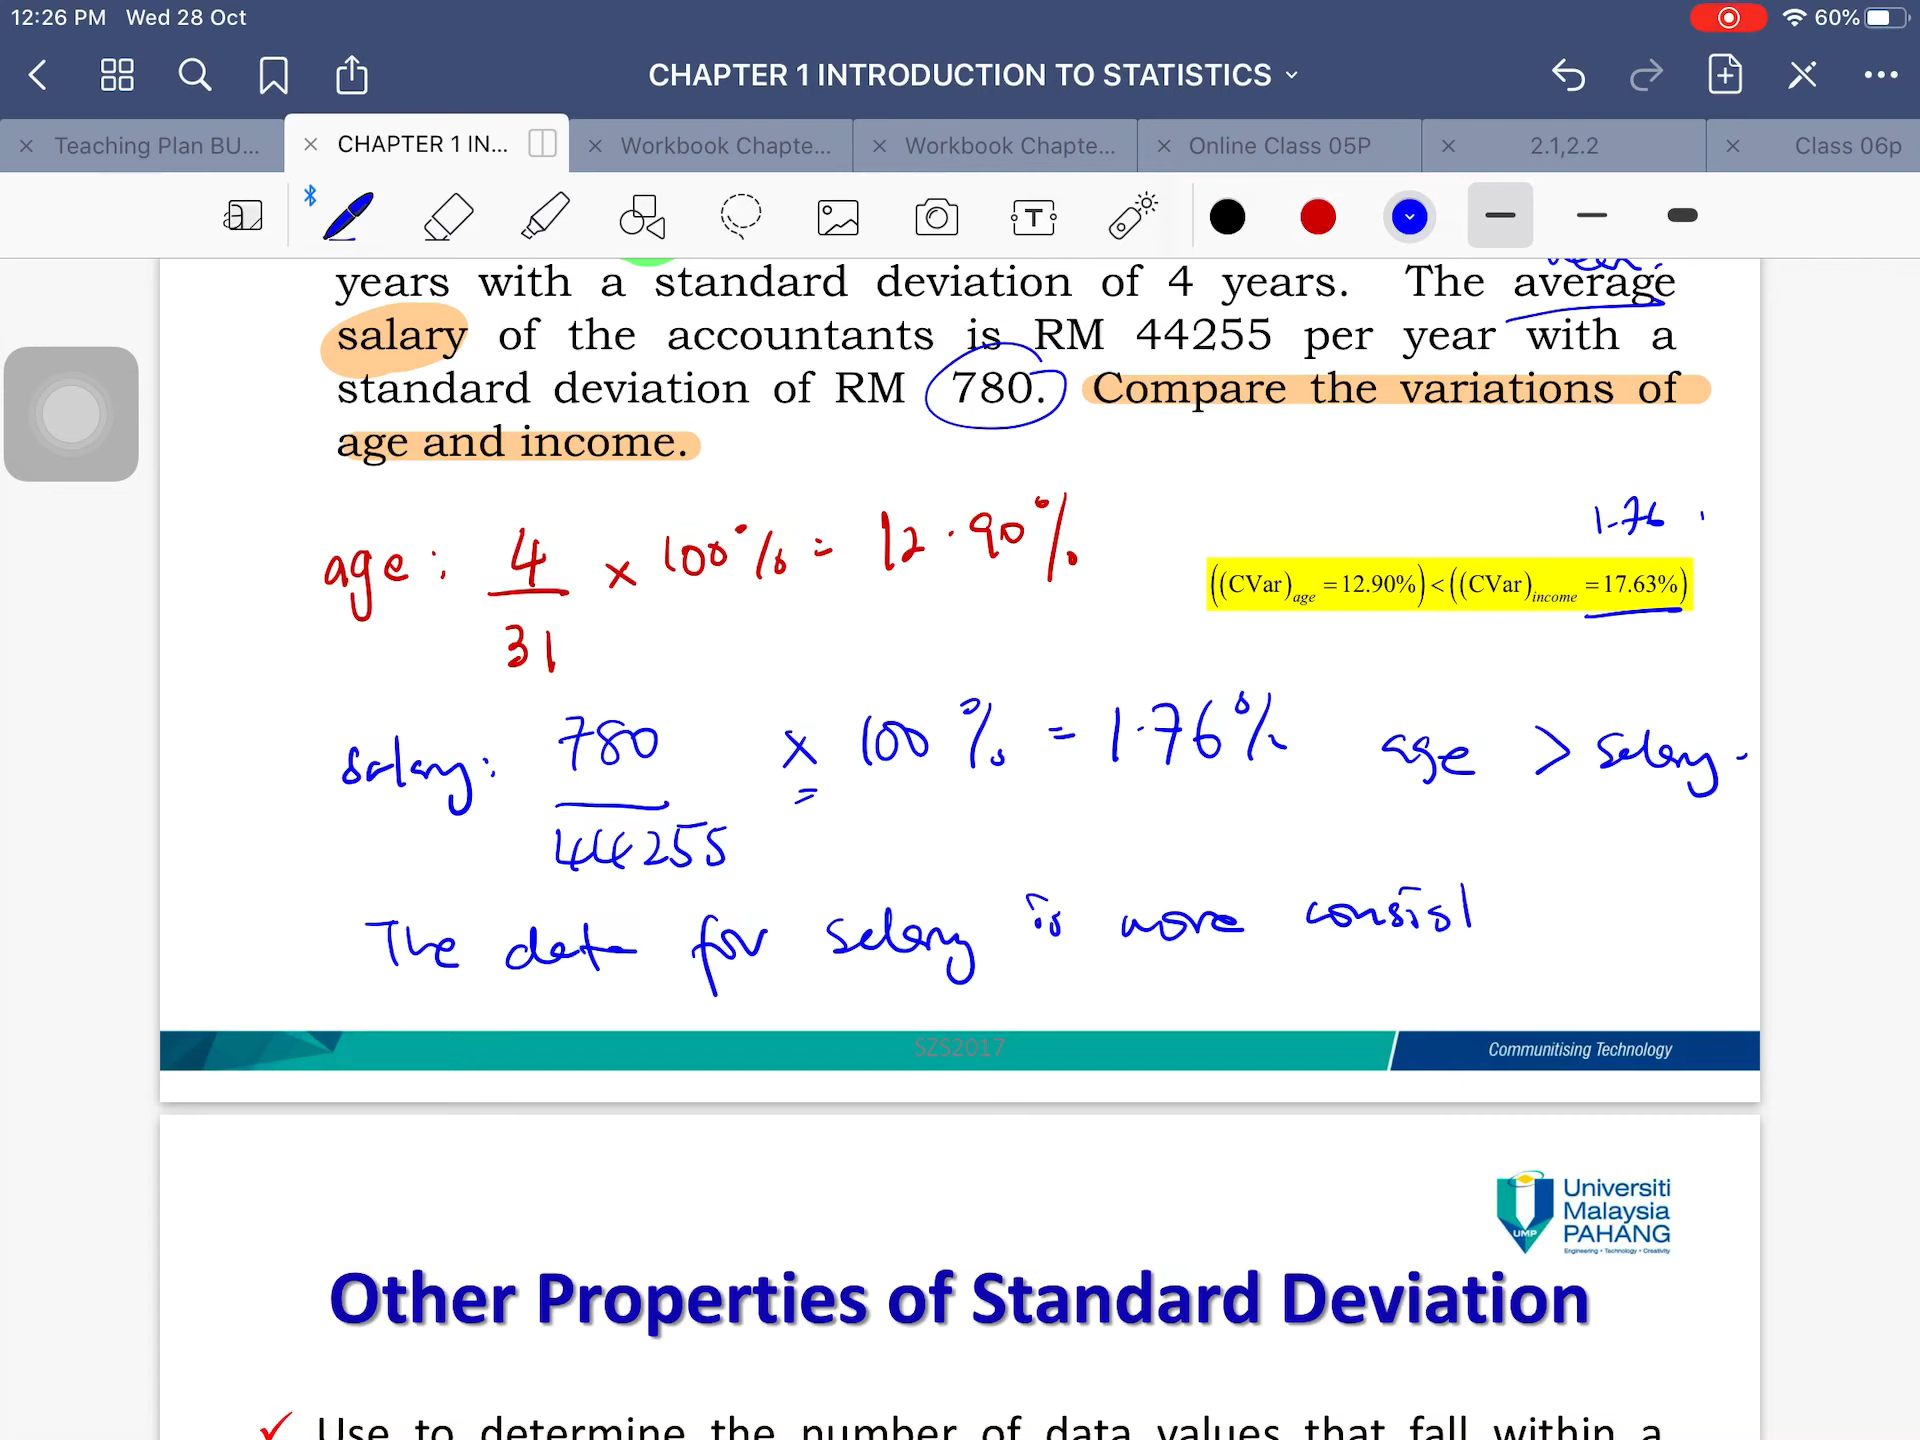 12:26 PM Wed 28 Oct
60%
CHAPTER 1 INTRODUCTION TO STATISTICS
Teaching Plan BU...
CHAPTER 1 IN...
Workbook Chapte...
Workbook Chapte...
Online Class 05P
2.1,2.2
Class 06p
T
years with a standard deviation of 4 years. The average
salary of the accountants is RM 44255 per year with a
standard deviation of RM 780. Compare the variations of
age and income.
1.76
age: 4/31 × 100% = 12.90%
((CVar)age = 12.90%) < ((CVar)income = 17.63%)
salary: 780/44255 × 100% = 1.76% age > salary.
The data for salary is more consist
SZS2017
Communitising Technology
UMP
Universiti
Malaysia
PAHANG
Engineering • Technology • Creativity
Other Properties of Standard Deviation
✓ Use to determine the number of data values that fall within a